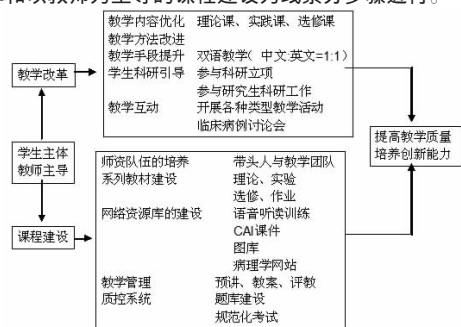 和以教师为主导的课程建设为线索分步骤进行。
教学内容优化 理论课、实践课、选修课
教学方法改进
教学手段提升 双语教学（中文:英文=1:1）
学生科研引导 参与科研立项
参与研究生科研工作
教学互动 开展各种类型教学活动
临床病例讨论会
教学改革
学生主体
教师主导
课程建设
师资队伍的培养 带头人与教学团队
系列教材建设 理论、实验
选修、作业
网络资源库的建设 语音听读训练
CAI课件
图库
病理学网站
教学管理 预讲、教案、评教
质控系统 题库建设
规范化考试
提高教学质量
培养创新能力